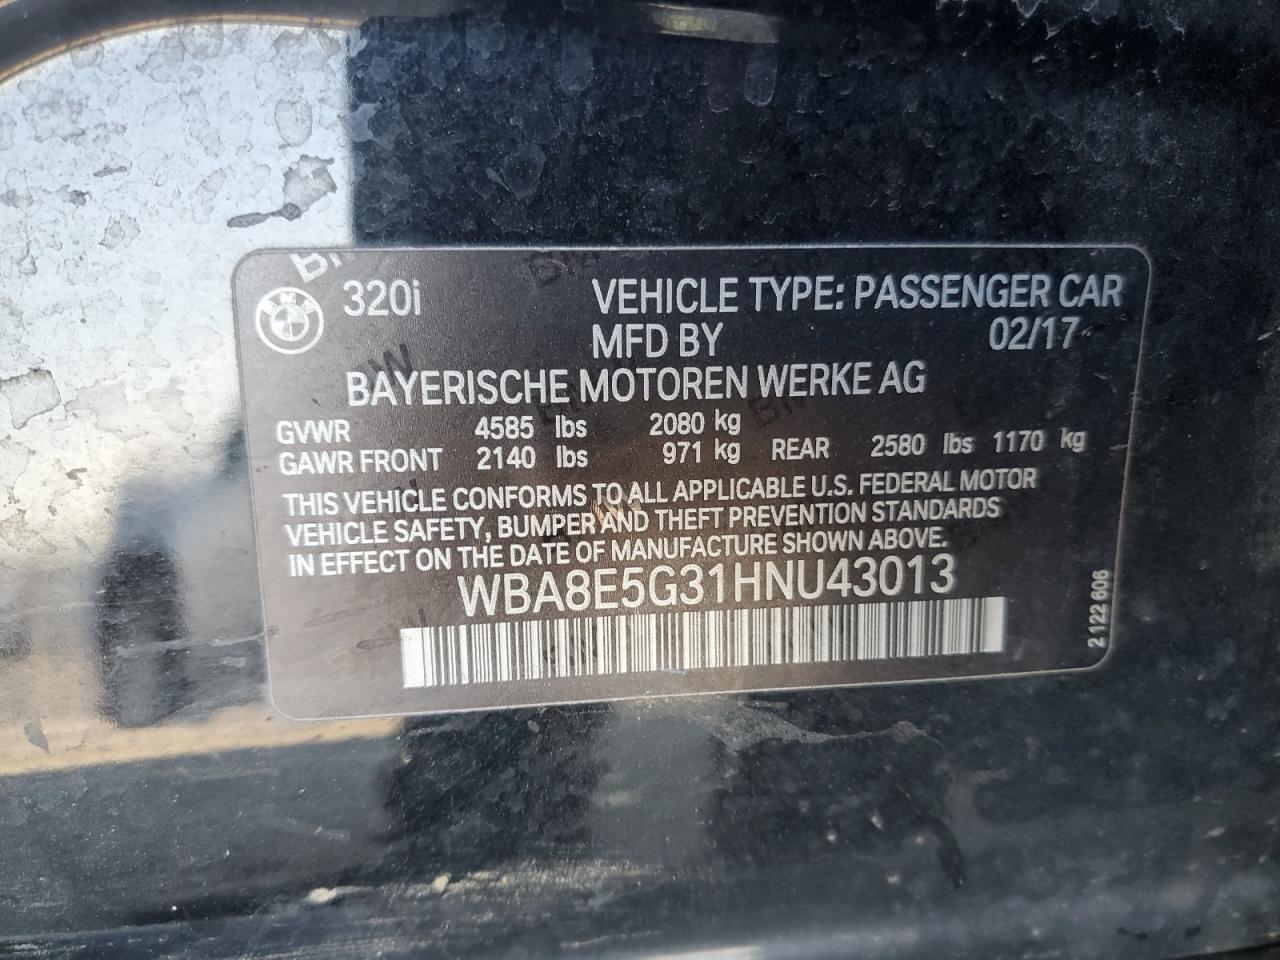 320i VEHICLE TYPE: PASSENGER CAR
MFD BY 02/17
BAYERISCHE MOTOREN WERKE AG
GVWR 4585 lbs 2080 kg
GAWR FRONT 2140 lbs 971 kg REAR 2580 lbs 1170 kg
THIS VEHICLE CONFORMS TO ALL APPLICABLE U.S. FEDERAL MOTOR
VEHICLE SAFETY, BUMPER AND THEFT PREVENTION STANDARDS
IN EFFECT ON THE DATE OF MANUFACTURE SHOWN ABOVE.
WBA8E5G31HNU43013
2 122 606
BMW